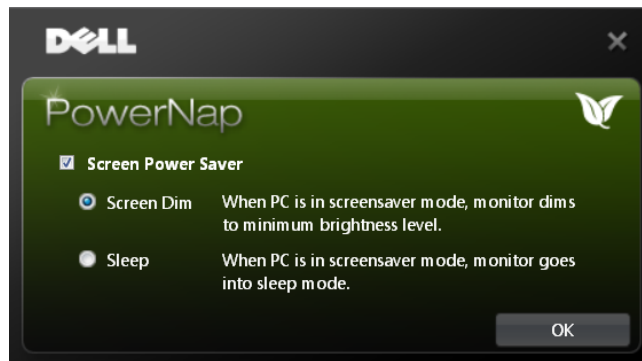 DELL
PowerNap
Screen Power Saver
Screen Dim When PC is in screensaver mode, monitor dims
to minimum brightness level.
Sleep When PC is in screensaver mode, monitor goes
into sleep mode.
OK